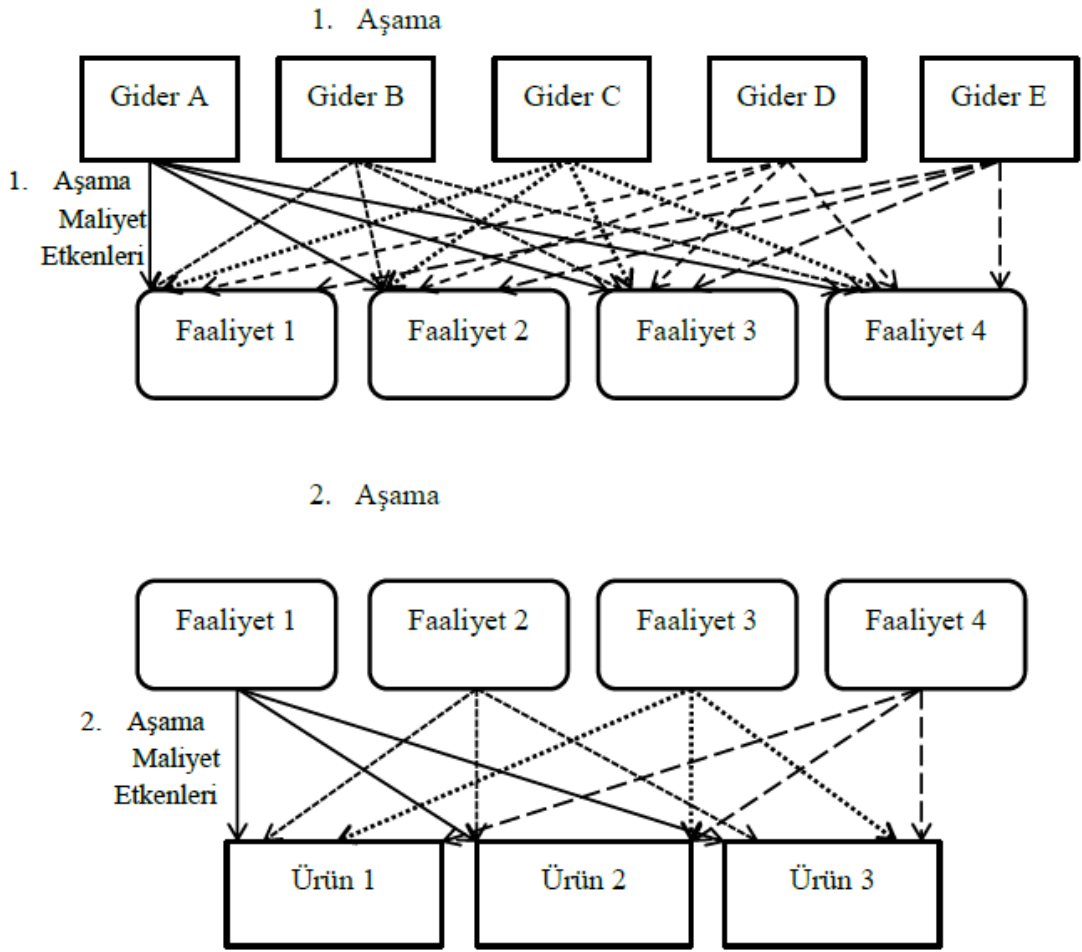 1. Aşama
Gider A Gider B Gider C Gider D Gider E
1. Aşama
Maliyet
Etkenleri
Faaliyet 1 Faaliyet 2 Faaliyet 3 Faaliyet 4
2. Aşama
Faaliyet 1 Faaliyet 2 Faaliyet 3 Faaliyet 4
2. Aşama
Maliyet
Etkenleri
Ürün 1 Ürün 2 Ürün 3